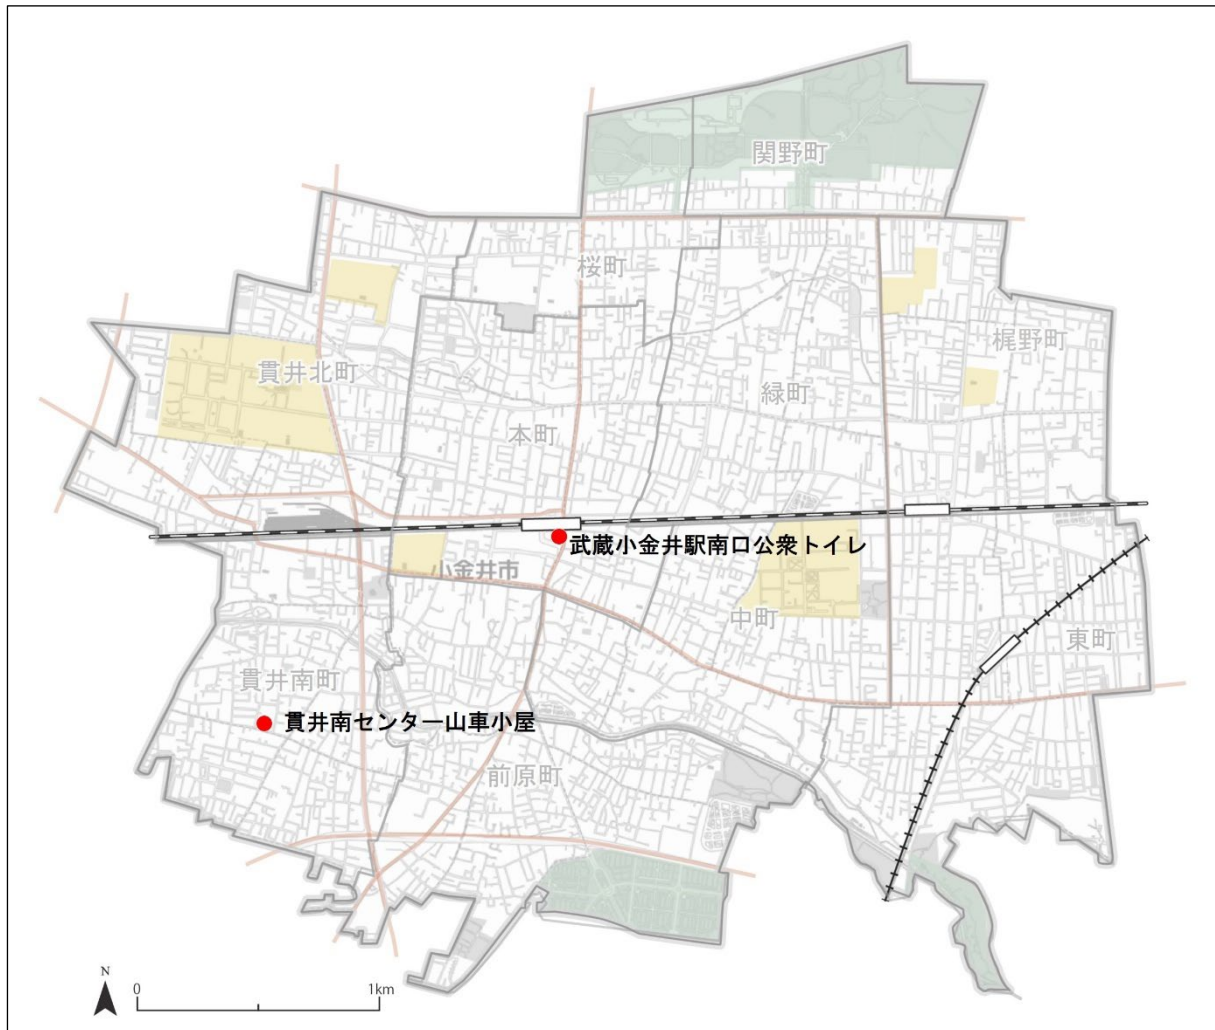 関野町
桜町
梶野町
貫井北町
緑町
本町
武蔵小金井駅南口公衆トイレ
小金井市
中町
東町
貫井南町
貫井南センター山車小屋
前原町
N
0
1km